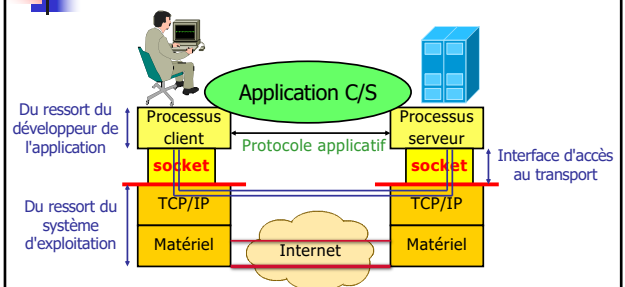 Application C/S
Du ressort du
développeur de
l'application
Processus
client
Protocole applicatif
Processus
serveur
socket
socket
Interface d'accès
au transport
Du ressort du
système
d'exploitation
TCP/IP
TCP/IP
Matériel
Internet
Matériel